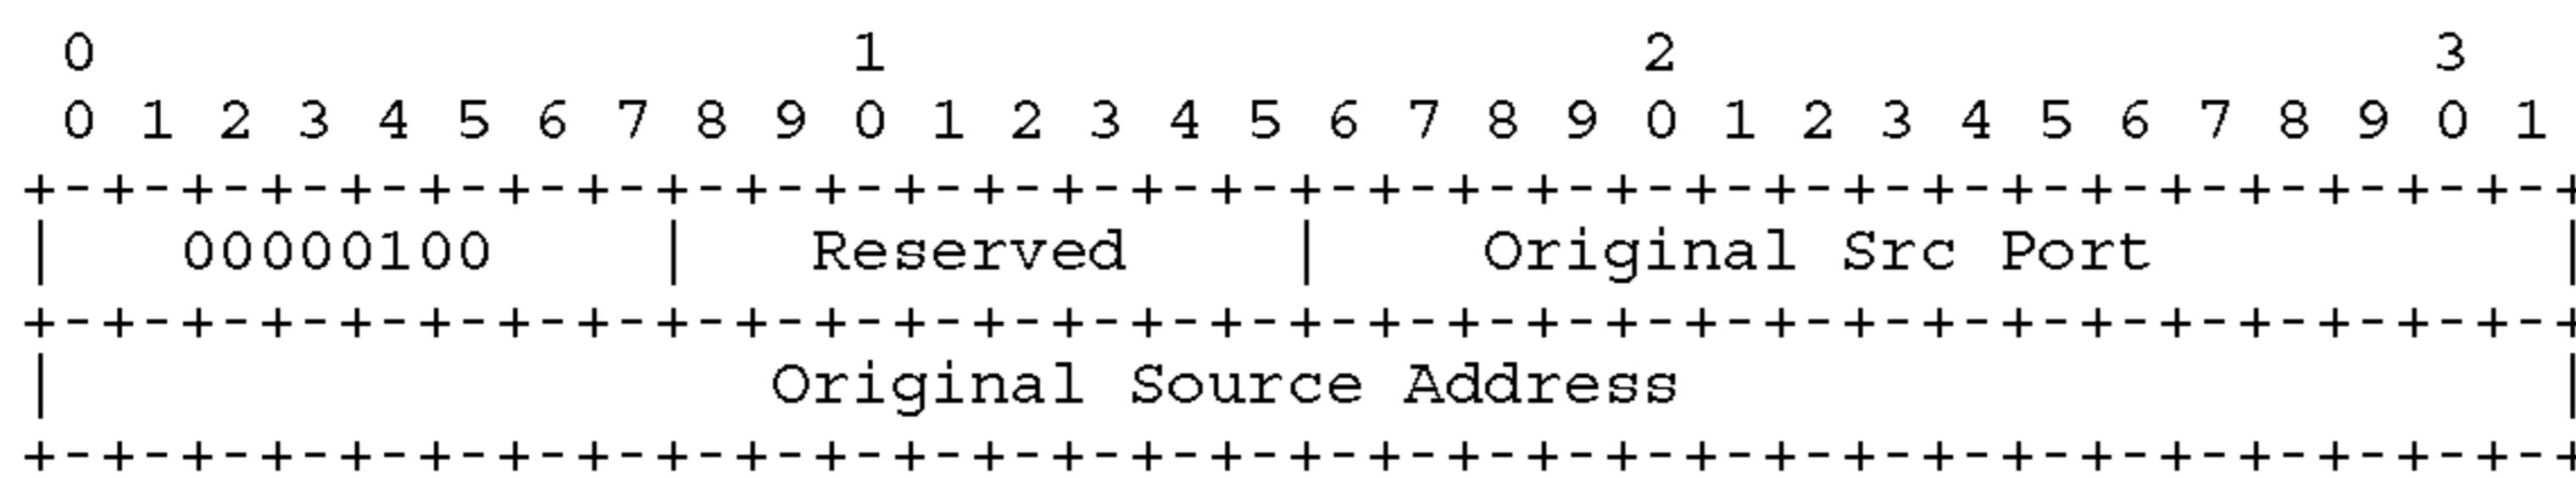 0                   1                   2                   3
 0 1 2 3 4 5 6 7 8 9 0 1 2 3 4 5 6 7 8 9 0 1 2 3 4 5 6 7 8 9 0 1
+-+-+-+-+-+-+-+-+-+-+-+-+-+-+-+-+-+-+-+-+-+-+-+-+-+-+-+-+-+-+-+-+
|   00000100    |   Reserved    |    Original Src Port          |
+-+-+-+-+-+-+-+-+-+-+-+-+-+-+-+-+-+-+-+-+-+-+-+-+-+-+-+-+-+-+-+-+
|                  Original Source Address                      |
+-+-+-+-+-+-+-+-+-+-+-+-+-+-+-+-+-+-+-+-+-+-+-+-+-+-+-+-+-+-+-+-+